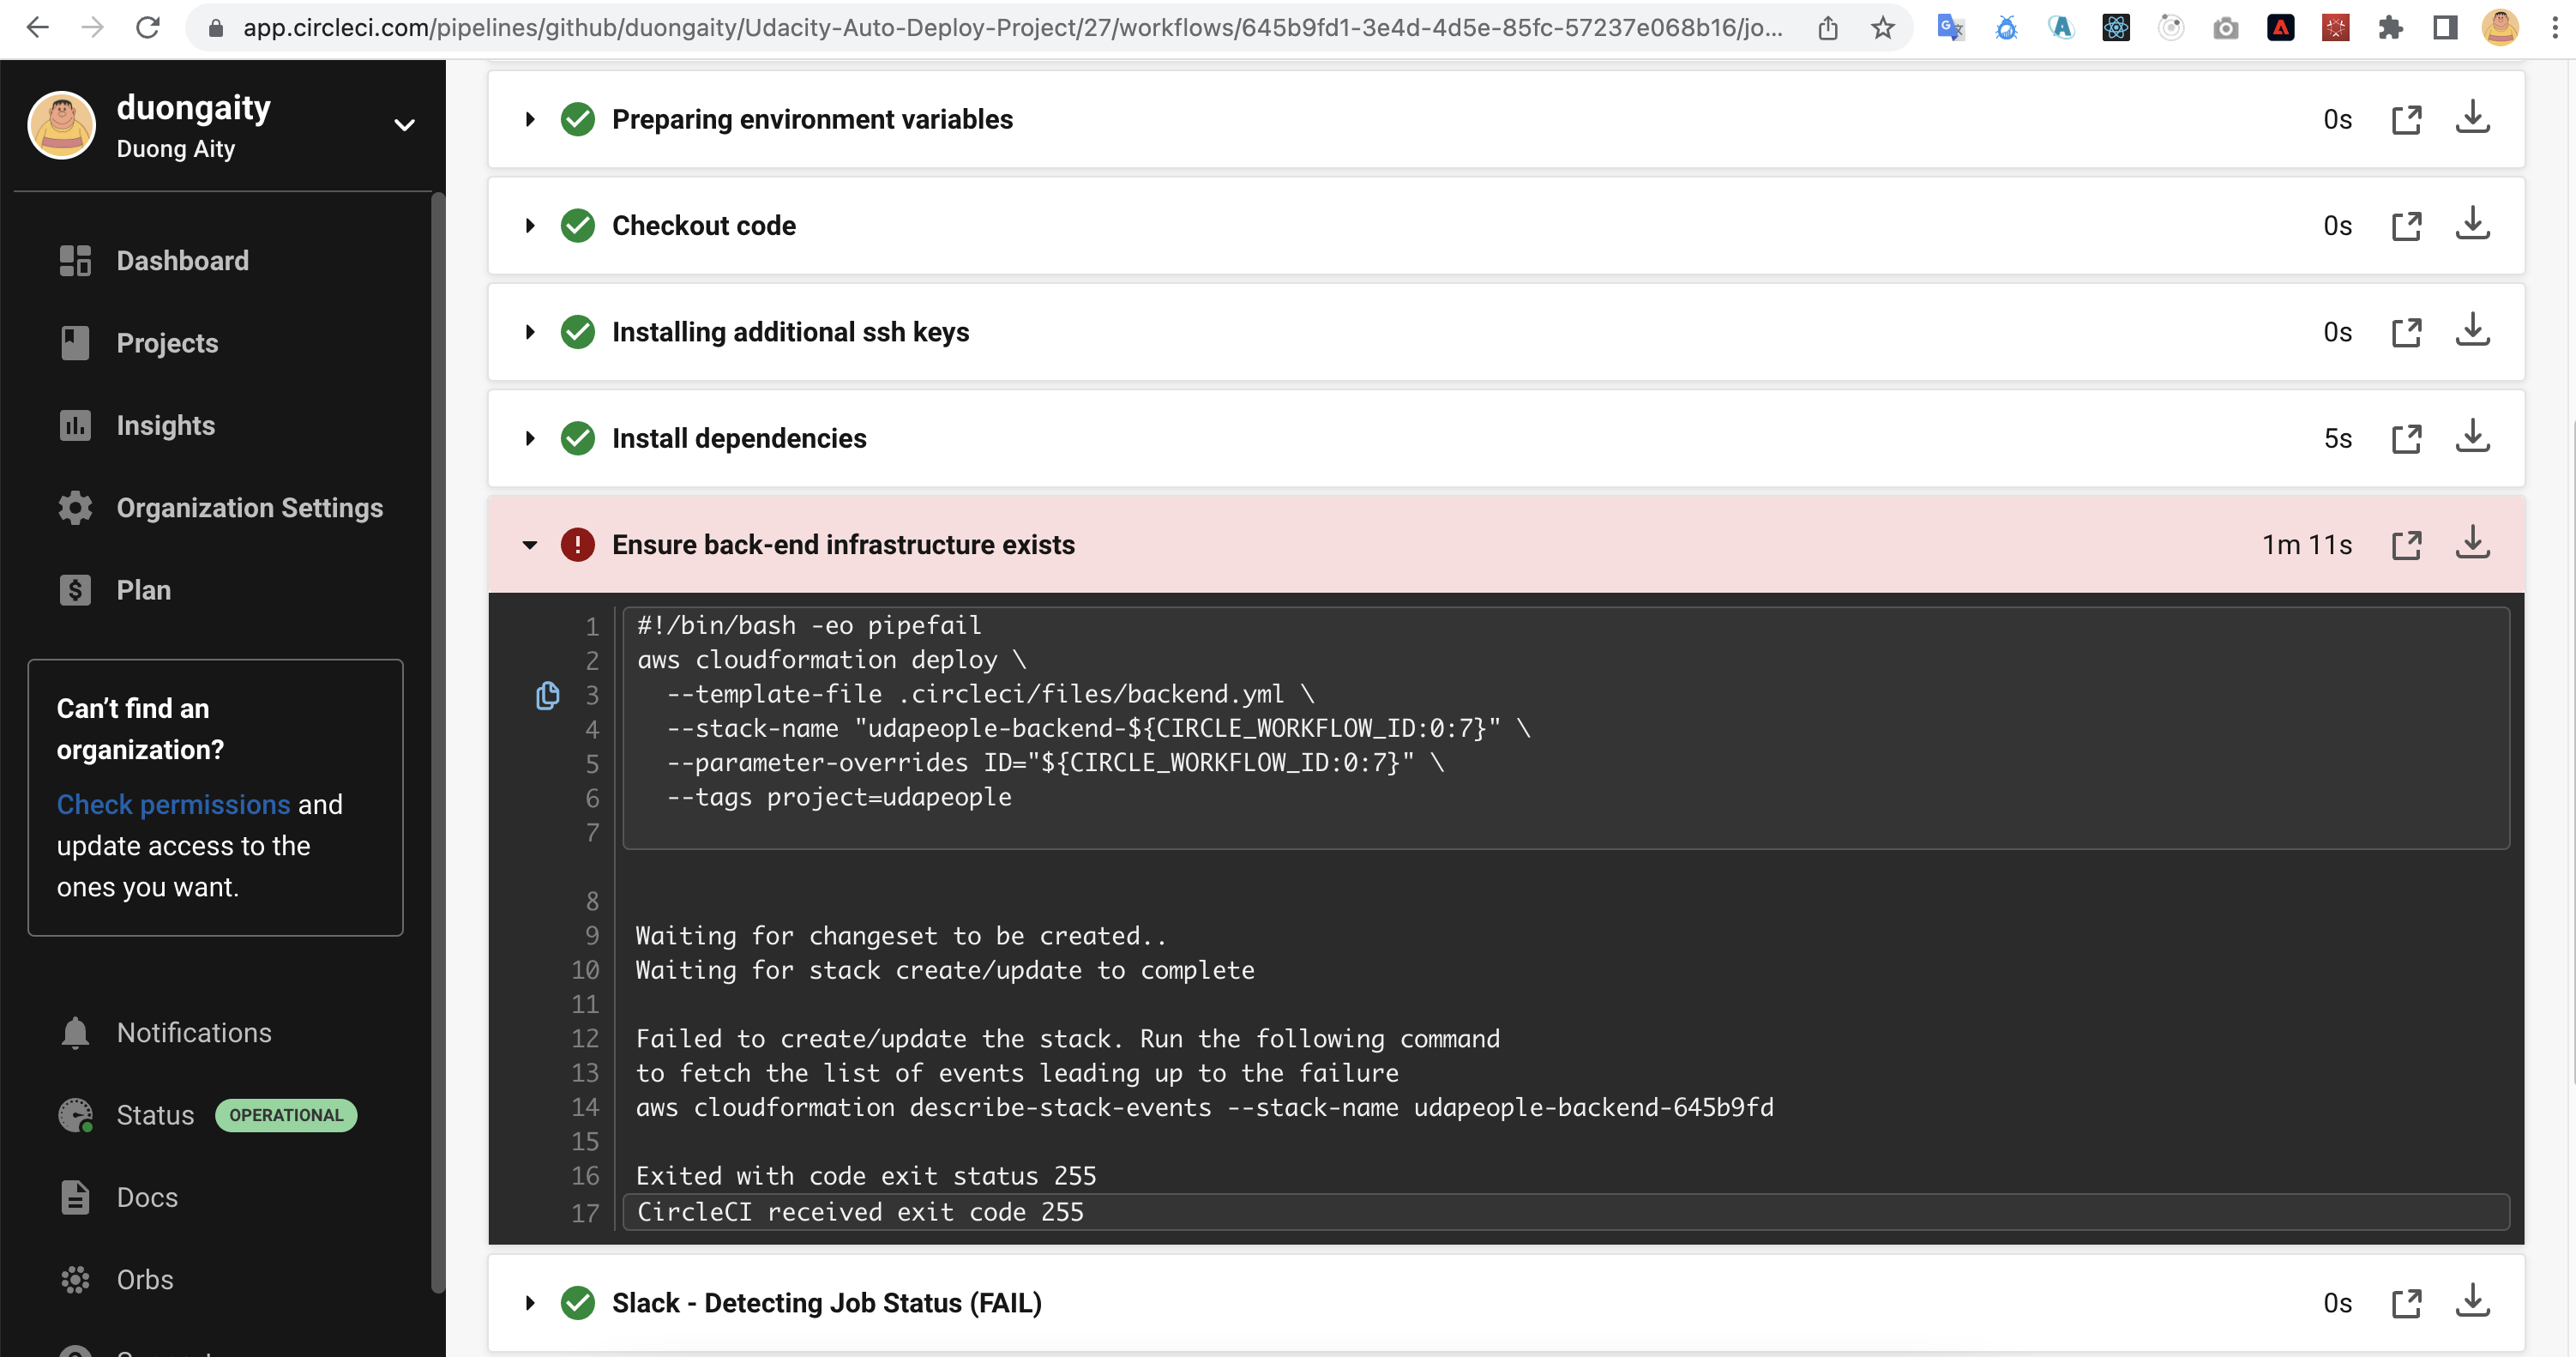 app.circleci.com/pipelines/github/duongaity/Udacity-Auto-Deploy-Project/27/workflows/645b9fd1-3e4d-4d5e-85fc-57237e068b16/jo...
duongaity
Duong Aity
Dashboard
Projects
Insights
Organization Settings
Plan
Can’t find an
organization?
Check permissions and
update access to the
ones you want.
Notifications
Status OPERATIONAL
Docs
Orbs
Preparing environment variables 0s
Checkout code 0s
Installing additional ssh keys 0s
Install dependencies 5s
Ensure back-end infrastructure exists 1m 11s
1 #!/bin/bash -eo pipefail
2 aws cloudformation deploy \
3 --template-file .circleci/files/backend.yml \
4 --stack-name "udapeople-backend-${CIRCLE_WORKFLOW_ID:0:7}" \
5 --parameter-overrides ID="${CIRCLE_WORKFLOW_ID:0:7}" \
6 --tags project=udapeople
7
8
9 Waiting for changeset to be created..
10 Waiting for stack create/update to complete
11
12 Failed to create/update the stack. Run the following command
13 to fetch the list of events leading up to the failure
14 aws cloudformation describe-stack-events --stack-name udapeople-backend-645b9fd
15
16 Exited with code exit status 255
17 CircleCI received exit code 255
Slack - Detecting Job Status (FAIL) 0s